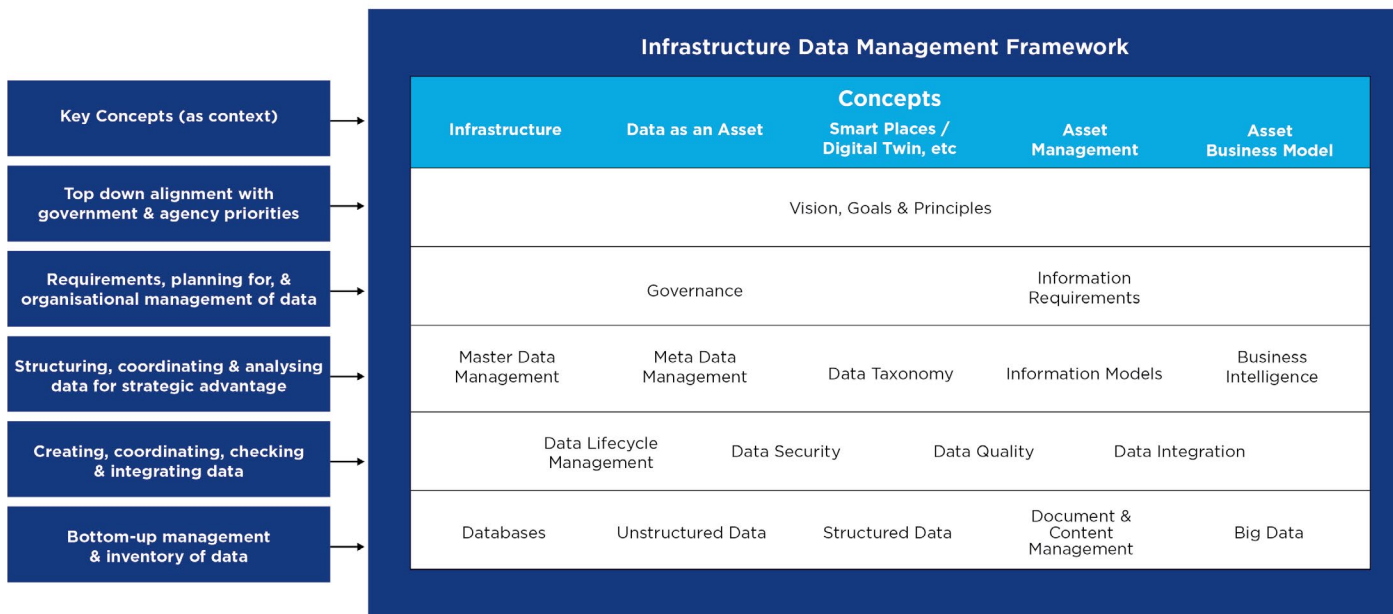 Infrastructure Data Management Framework
Key Concepts (as context)
Concepts
Infrastructure
Data as an Asset
Smart Places /
Digital Twin, etc
Asset
Management
Asset
Business Model
Top down alignment with
government & agency priorities
Vision, Goals & Principles
Requirements, planning for, &
organisational management of data
Governance
Information
Requirements
Structuring, coordinating & analysing
data for strategic advantage
Master Data
Management
Meta Data
Management
Data Taxonomy
Information Models
Business
Intelligence
Creating, coordinating, checking
& integrating data
Data Lifecycle
Management
Data Security
Data Quality
Data Integration
Bottom-up management
& inventory of data
Databases
Unstructured Data
Structured Data
Document &
Content
Management
Big Data